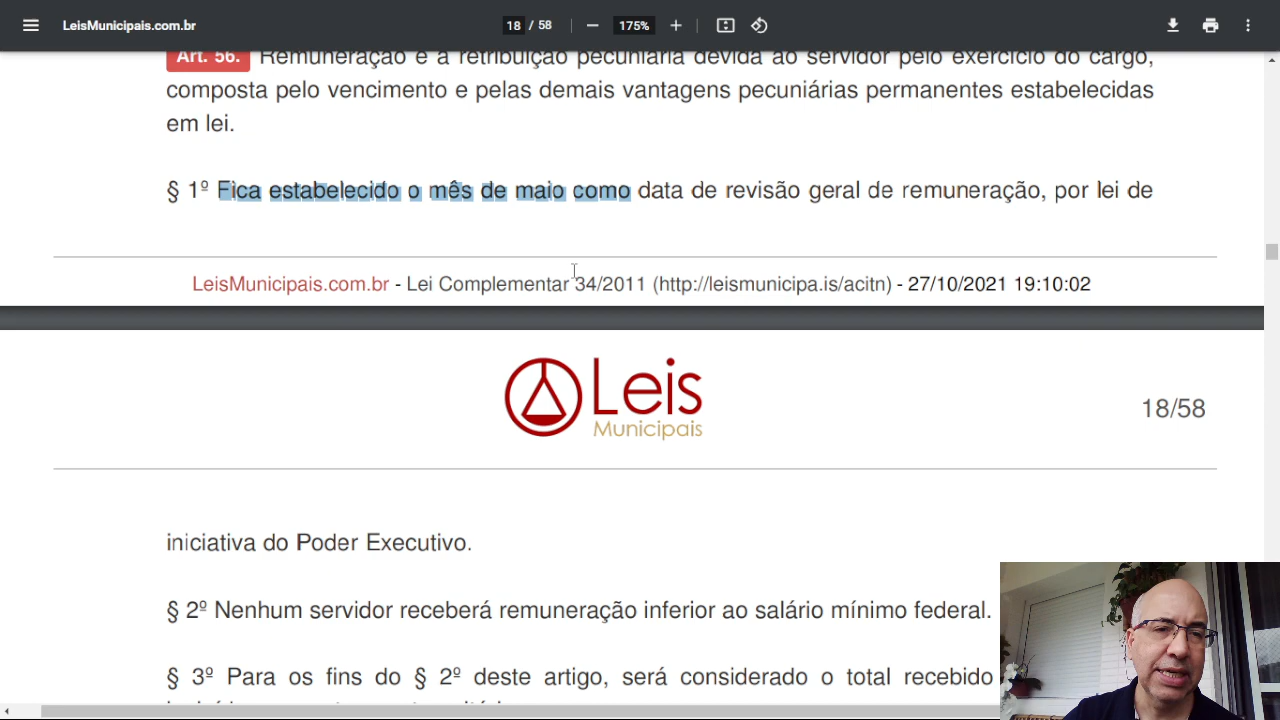 LeisMunicipais.com.br
18 / 58
175%
Art. 56. Remuneração é a retribuição pecuniária devida ao servidor pelo exercício do cargo,
composta pelo vencimento e pelas demais vantagens pecuniárias permanentes estabelecidas
em lei.
§ 1º Fica estabelecido o mês de maio como data de revisão geral de remuneração, por lei de
LeisMunicipais.com.br - Lei Complementar 34/2011 (http://leismunicipa.is/acitn) - 27/10/2021 19:10:02
Leis
Municipais
18/58
iniciativa do Poder Executivo.
§ 2º Nenhum servidor receberá remuneração inferior ao salário mínimo federal.
§ 3º Para os fins do § 2º deste artigo, será considerado o total recebido